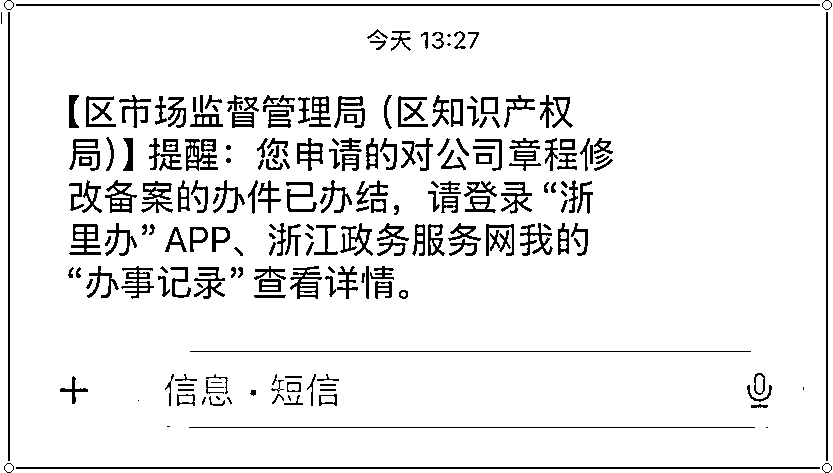 今天 13:27
【区市场监督管理局（区知识产权
局）】提醒：您申请的对公司章程修
改备案的办件已办结，请登录“浙
里办”APP、浙江政务服务网我的
“办事记录”查看详情。
信息·短信